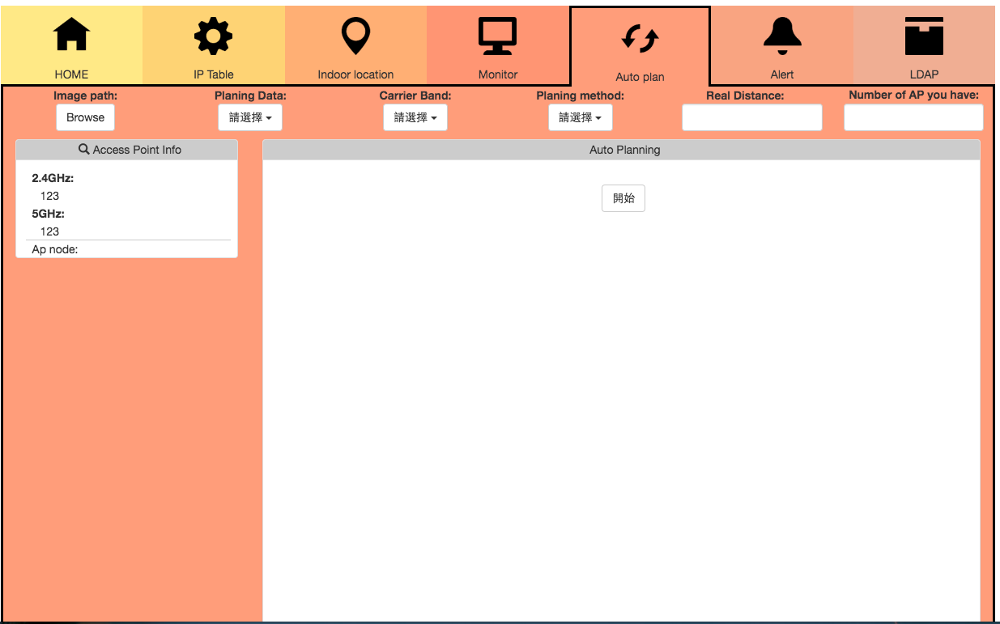 HOME
IP Table
Indoor location
Monitor
Auto plan
Alert
LDAP
Image path:
Planing Data:
Carrier Band:
Planing method:
Real Distance:
Number of AP you have:
Browse
請選擇
請選擇
請選擇
Access Point Info
Auto Planning
2.4GHz:
123
5GHz:
123
Ap node:
開始